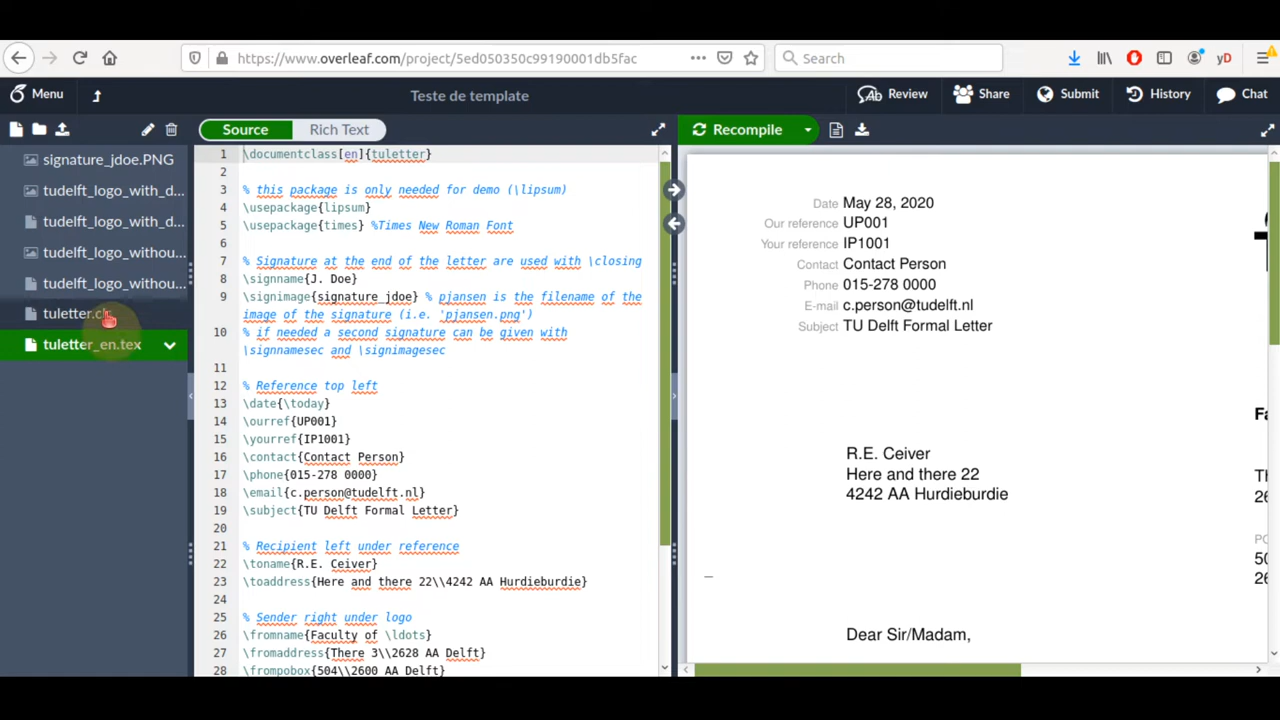 https://www.overleaf.com/project/5ed050350c99190001db5fac
Search
yD
Menu
Teste de template
Review
Share
Submit
History
Chat
Source
Rich Text
Recompile
signature_jdoe.PNG
tudelft_logo_with_d...
tudelft_logo_with_d...
tudelft_logo_withou...
tudelft_logo_withou...
tuletter_en.tex
1 \documentclass[en]{tuletter}
2
3 % this package is only needed for demo (\lipsum)
4 \usepackage{lipsum}
5 \usepackage{times} %Times New Roman Font
6
7 % Signature at the end of the letter are used with \closing
8 \signname{J. Doe}
9 \signimage{signature_jdoe} % pjansen is the filename of the
image of the signature (i.e. 'pjansen.png')
10 % if needed a second signature can be given with
\signnamesec and \signimagesec
11
12 % Reference top left
13 \date{\today}
14 \ourref{UP001}
15 \yourref{IP1001}
16 \contact{Contact Person}
17 \phone{015-278 0000}
18 \email{c.person@tudelft.nl}
19 \subject{TU Delft Formal Letter}
20
21 % Recipient left under reference
22 \toname{R.E. Ceiver}
23 \toaddress{Here and there 22\\4242 AA Hurdieburdie}
24
25 % Sender right under logo
26 \fromname{Faculty of \ldots}
27 \fromaddress{There 3\\2628 AA Delft}
28 \frompobox{504\\2600 AA Delft}
Date May 28, 2020
Our reference UP001
Your reference IP1001
Contact Contact Person
Phone 015-278 0000
E-mail c.person@tudelft.nl
Subject TU Delft Formal Letter
R.E. Ceiver
Here and there 22
4242 AA Hurdieburdie
Dear Sir/Madam,